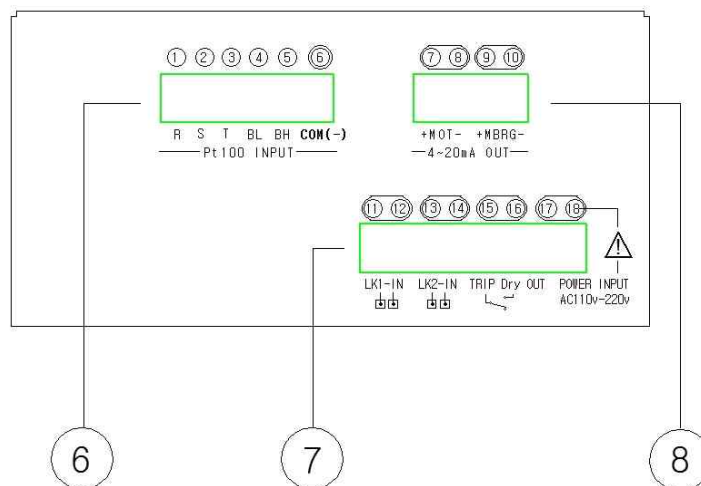 ① ② ③ ④ ⑤ ⑥ ⑦ ⑧ ⑨ ⑩
R S T BL BH COM(-) +MOT- +MBRG-
Pt100 INPUT 4~20mA OUT
⑪ ⑫ ⑬ ⑭ ⑮ ⑯ ⑰ ⑱
LK1-IN LK2-IN TRIP Dry OUT POWER INPUT
AC110v-220v
6 7 8